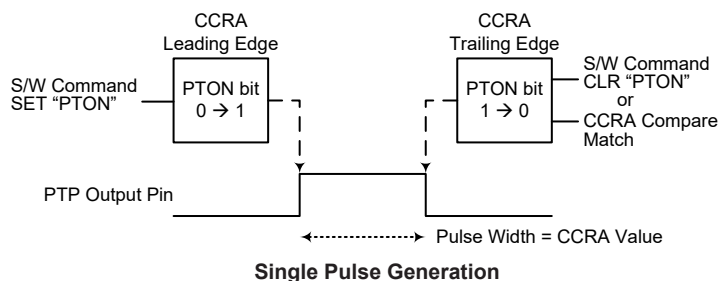 CCRA
Leading Edge
CCRA
Trailing Edge
S/W Command
SET “PTON”
PTON bit
0 → 1
PTON bit
1 → 0
S/W Command
CLR “PTON”
or
CCRA Compare
Match
PTP Output Pin
Pulse Width = CCRA Value
Single Pulse Generation